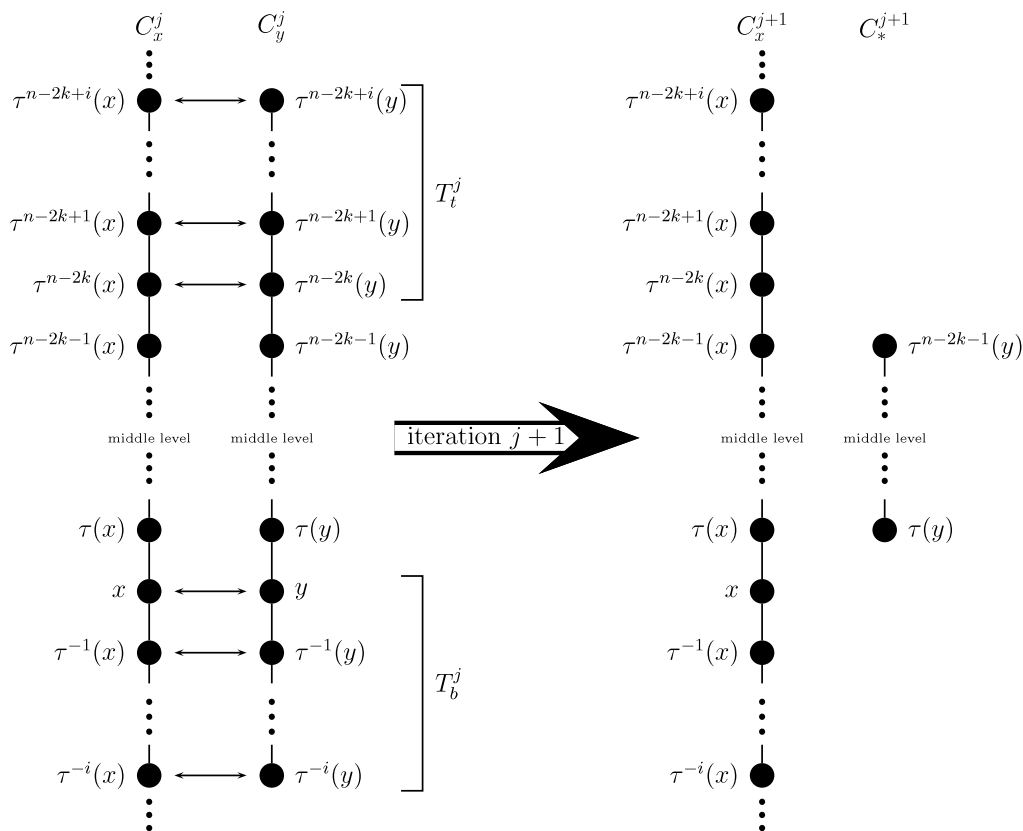 C_x^j C_y^j C_x^{j+1} C_*^{j+1}
τ^{n-2k+i}(x) τ^{n-2k+i}(y) τ^{n-2k+i}(x)
T_t^j
τ^{n-2k+1}(x) τ^{n-2k+1}(y) τ^{n-2k+1}(x)
τ^{n-2k}(x) τ^{n-2k}(y) τ^{n-2k}(x)
τ^{n-2k-1}(x) τ^{n-2k-1}(y) τ^{n-2k-1}(x) τ^{n-2k-1}(y)
middle level middle level iteration j + 1 middle level middle level
τ(x) τ(y) τ(x) τ(y)
x y x
τ^{-1}(x) τ^{-1}(y) τ^{-1}(x)
T_b^j
τ^{-i}(x) τ^{-i}(y) τ^{-i}(x)